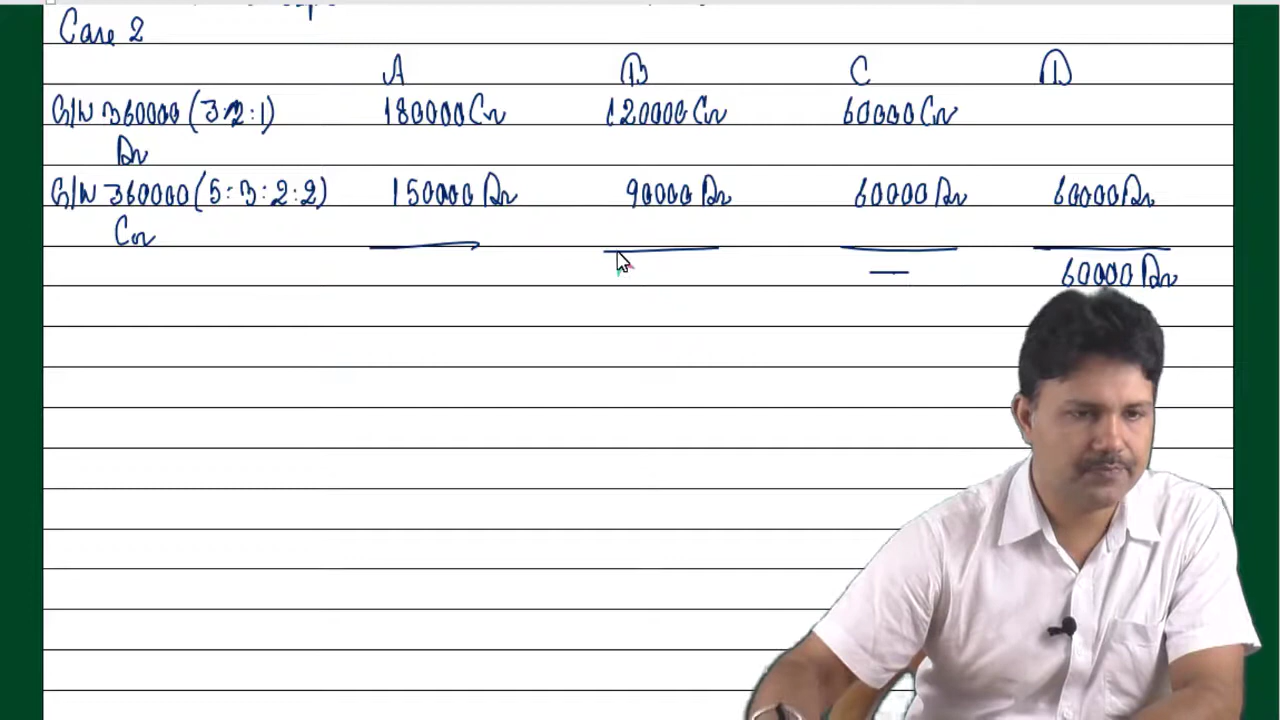 Case 2
A B C D
G/W 360000 (3:2:1) 180000 Cr 120000 Cr 60000 Cr
Dr
G/W 360000 (5:3:2:2) 150000 Dr 90000 Dr 60000 Dr 60000 Dr
Cr
— 60000 Dr